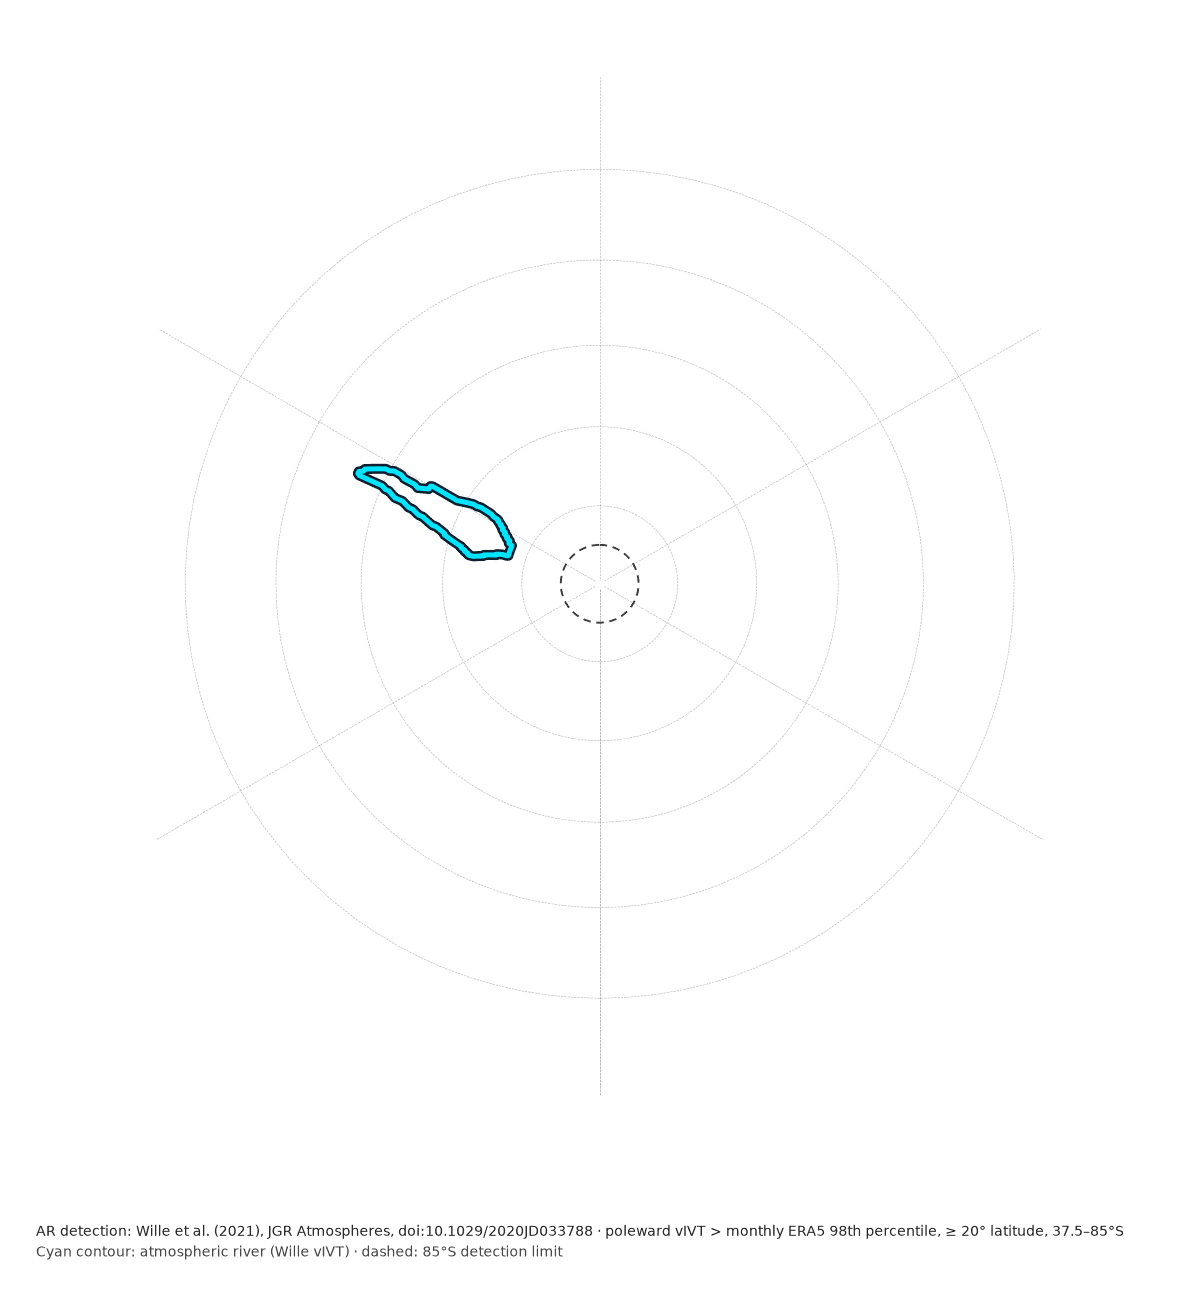 AR detection: Wille et al. (2021), JGR Atmospheres, doi:10.1029/2020JD033788 · poleward vIVT > monthly ERA5 98th percentile, ≥ 20° latitude, 37.5–85°S
Cyan contour: atmospheric river (Wille vIVT) · dashed: 85°S detection limit